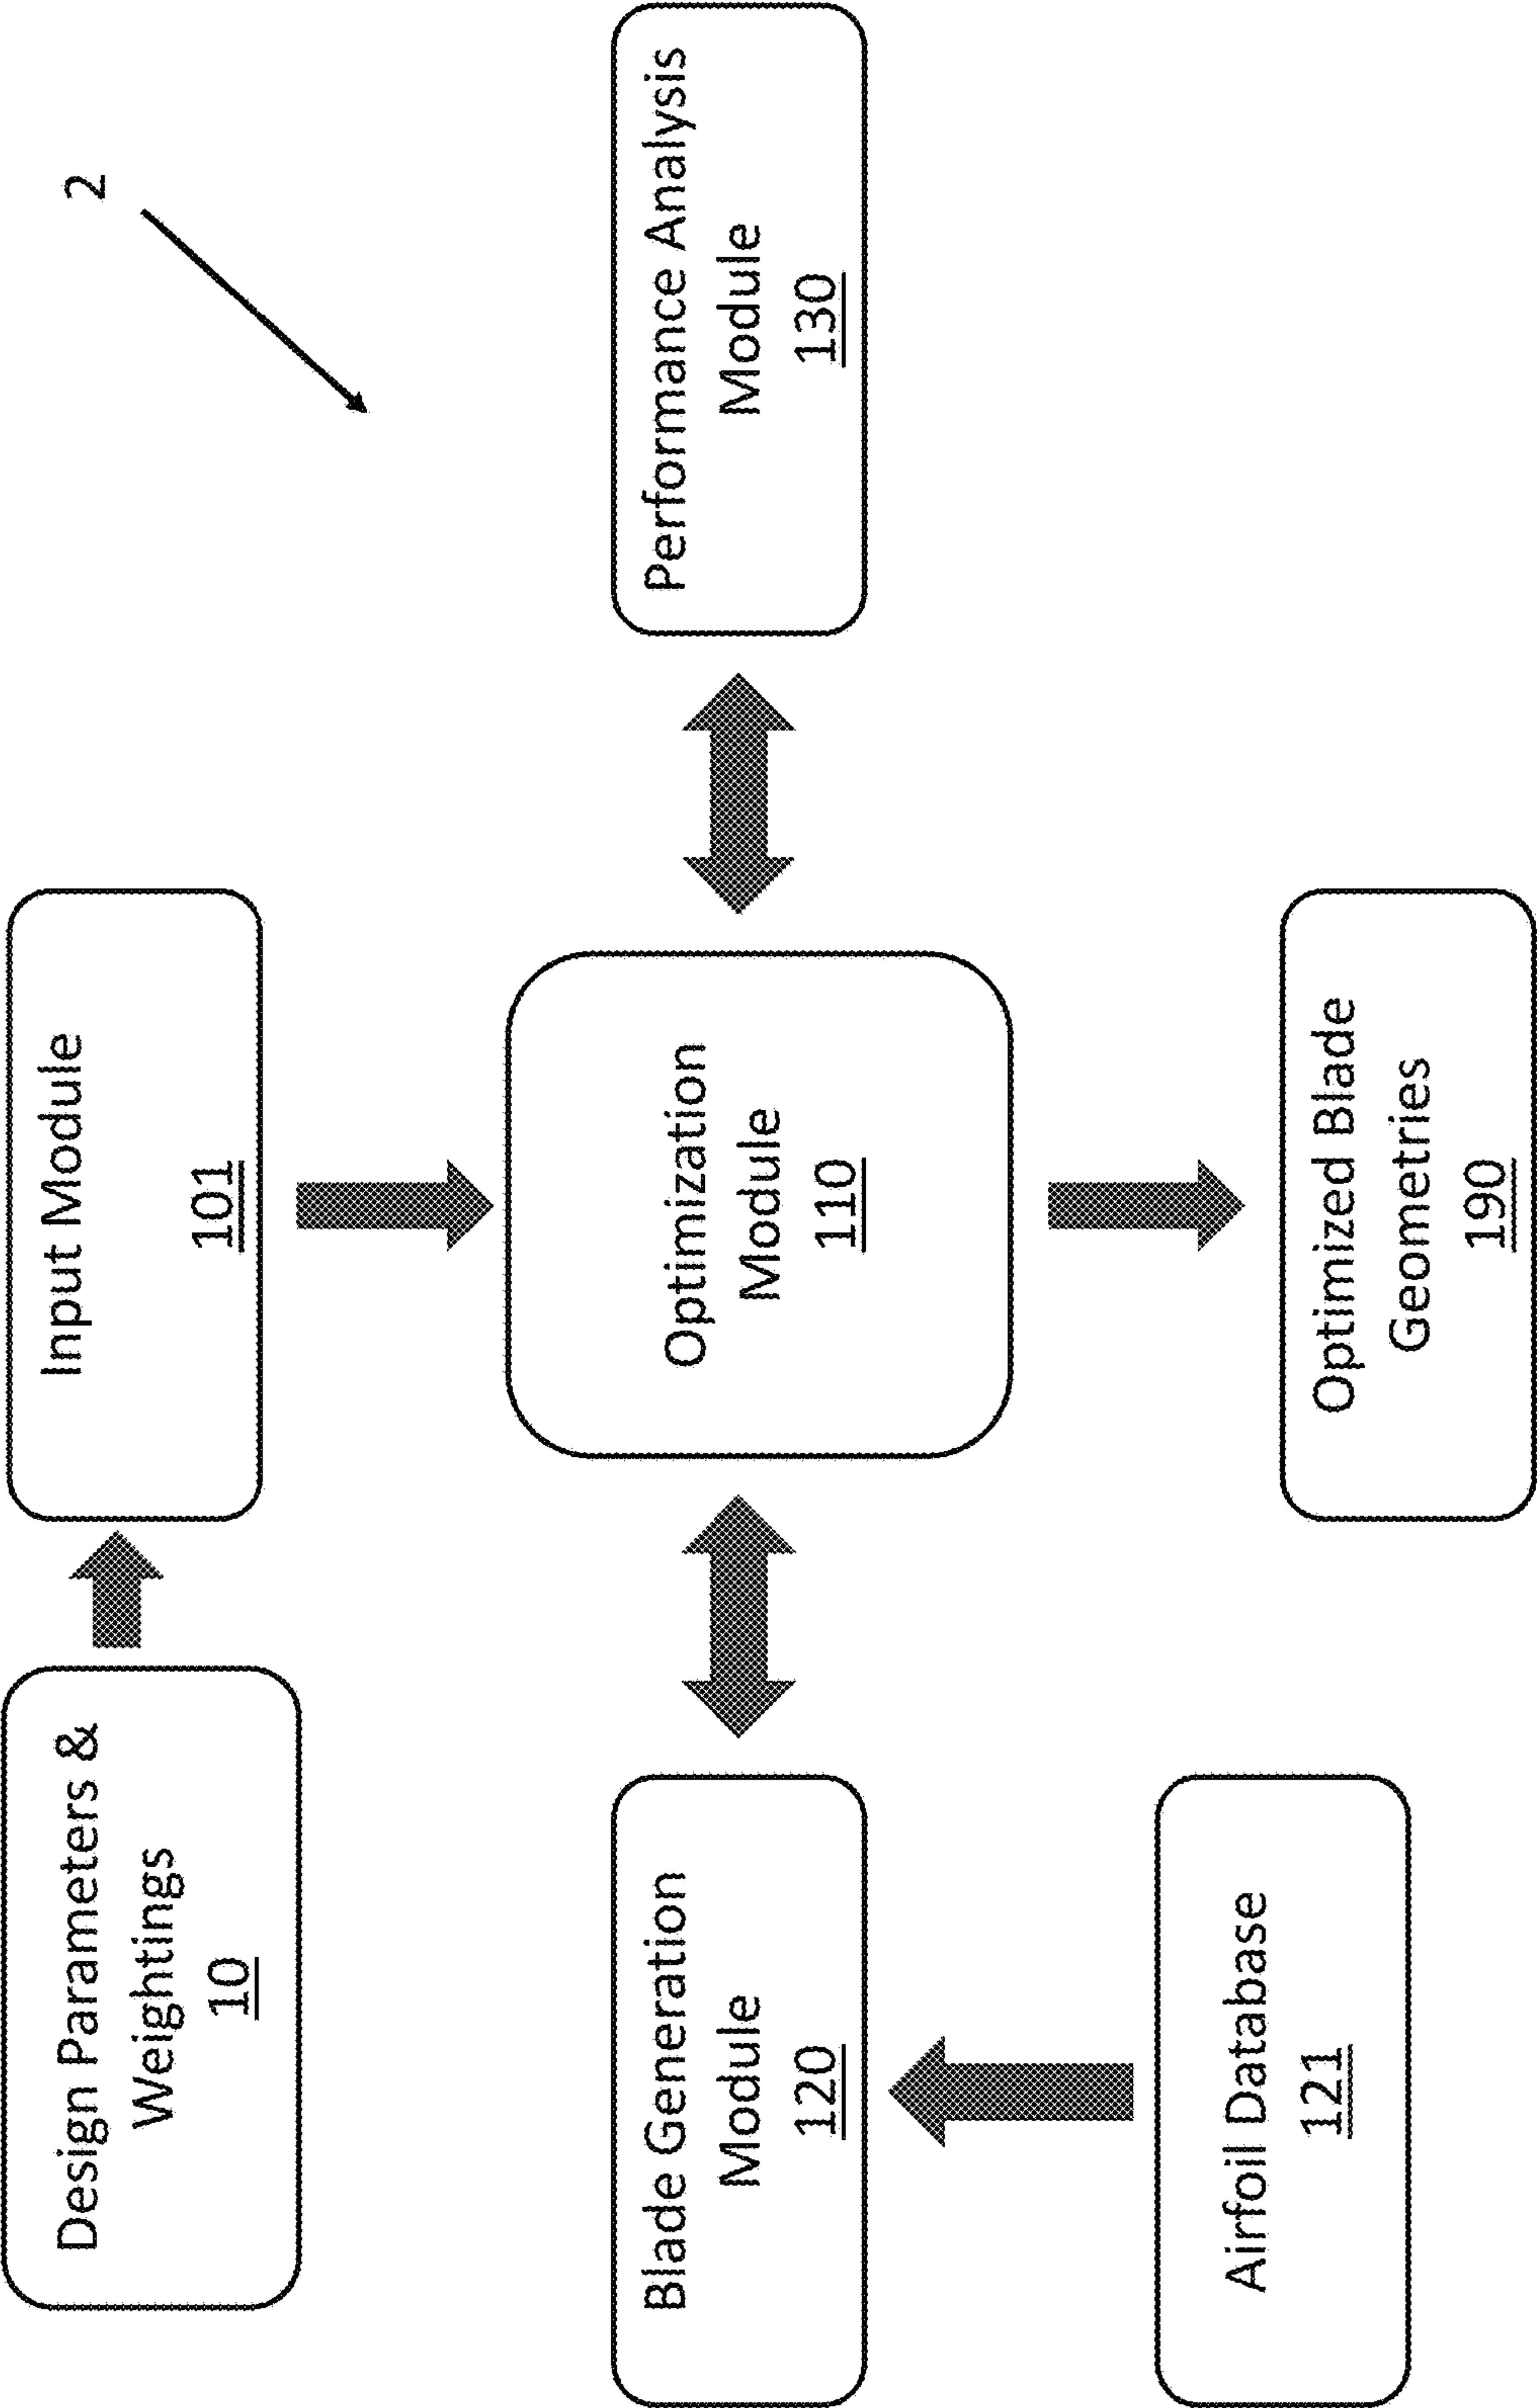 2
Design Parameters &
Weightings
10
Input Module
101
Blade Generation
Module
120
Optimization
Module
110
Performance Analysis
Module
130
Airfoil Database
121
Optimized Blade
Geometries
190